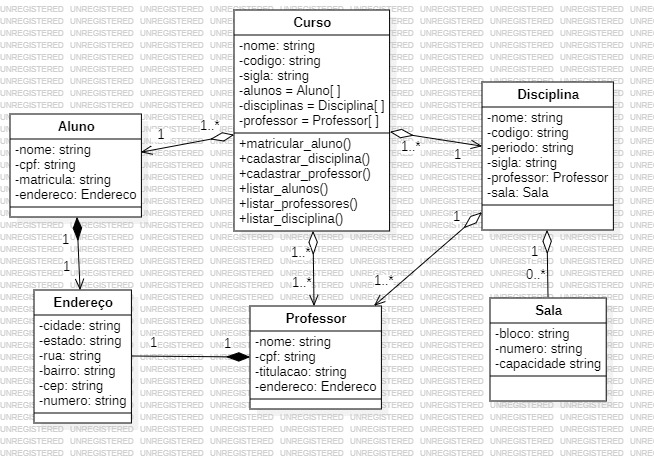 Curso
-nome: string
-codigo: string
-sigla: string
-alunos = Aluno[ ]
-disciplinas = Disciplina[ ]
-professor = Professor[ ]
+matricular_aluno()
+cadastrar_disciplina()
+cadastrar_professor()
+listar_alunos()
+listar_professores()
+listar_disciplina()
Disciplina
-nome: string
-codigo: string
-periodo: string
-sigla: string
-professor: Professor
-sala: Sala
Aluno
-nome: string
-cpf: string
-matricula: string
-endereco: Endereco
1
1..*
1..*
1
1
1
1..*
1..*
1
1..*
1
0..*
Endereço
-cidade: string
-estado: string
-rua: string
-bairro: string
-cep: string
-numero: string
1
1
Professor
-nome: string
-cpf: string
-titulacao: string
-endereco: Endereco
Sala
-bloco: string
-numero: string
-capacidade string
UNREGISTERED